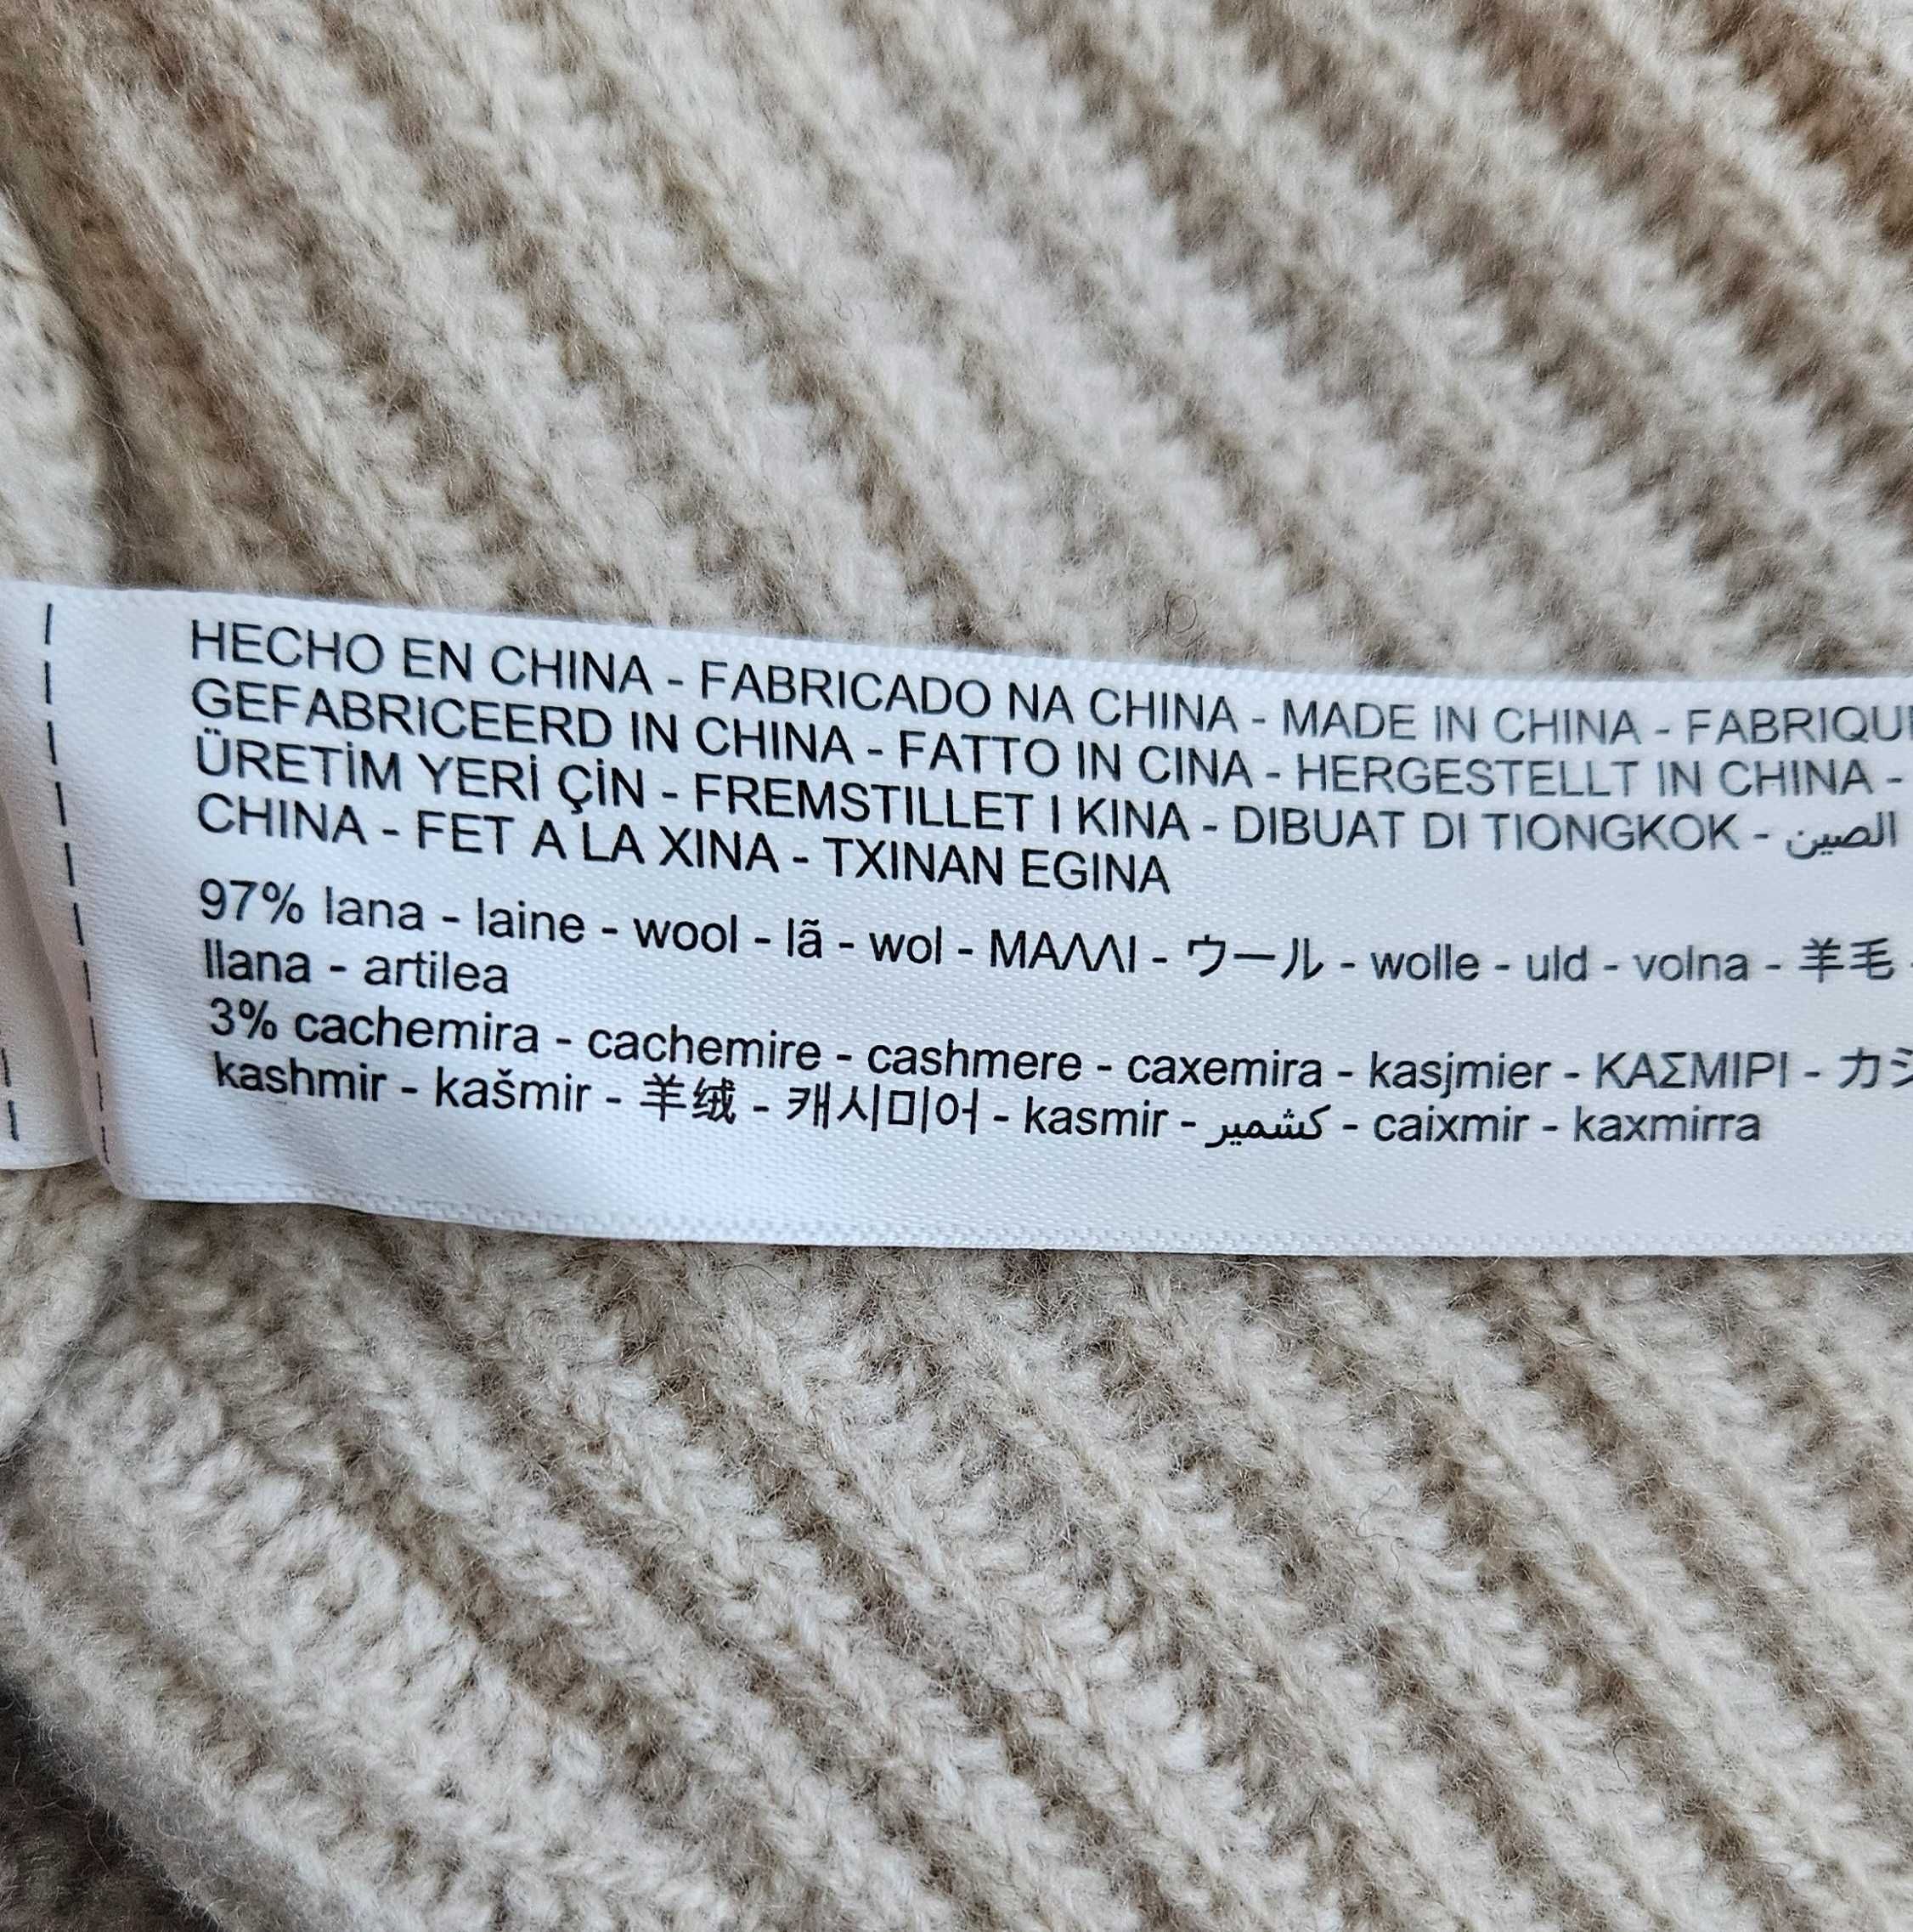 HECHO EN CHINA - FABRICADO NA CHINA - MADE IN CHINA -
GEFABRICEERD IN CHINA - FATTO IN CINA - HERGESTELLT IN CHINA -
ÜRETİM YERİ ÇİN - FREMSTILLET I KINA - DIBUAT DI TIONGKOK - الصين
CHINA - FET A LA XINA - TXINAN EGINA
97% lana - laine - wool - lã - wol - ΜΑΛΛΙ - ウール - wolle - uld - volna - 羊毛 -
llana - artilea
3% cachemira - cachemire - cashmere - caxemira - kasjmier - ΚΑΣΜΙΡΙ -
kashmir - kašmir - 羊绒 - 캐시미어 - kasmir - كشمير - caixmir - kaxmirra